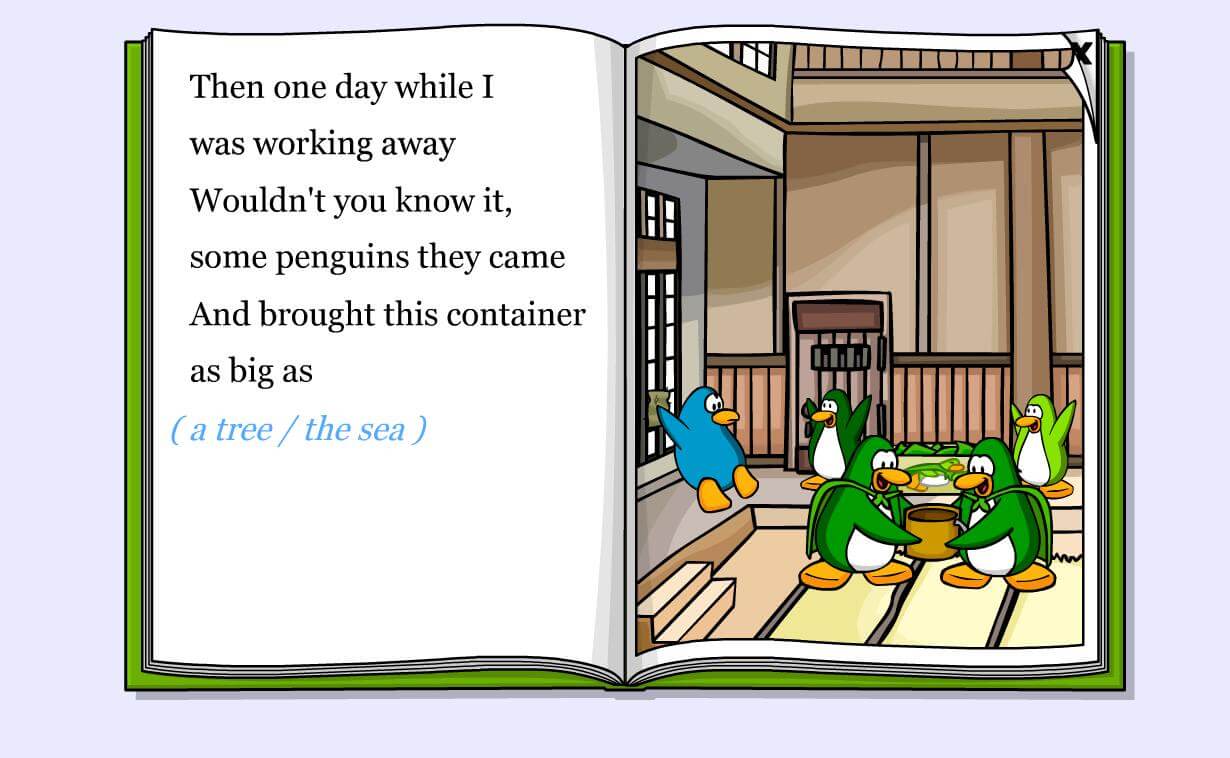 Then one day while I
was working away
Wouldn't you know it,
some penguins they came
And brought this container
as big as
( a tree / the sea )